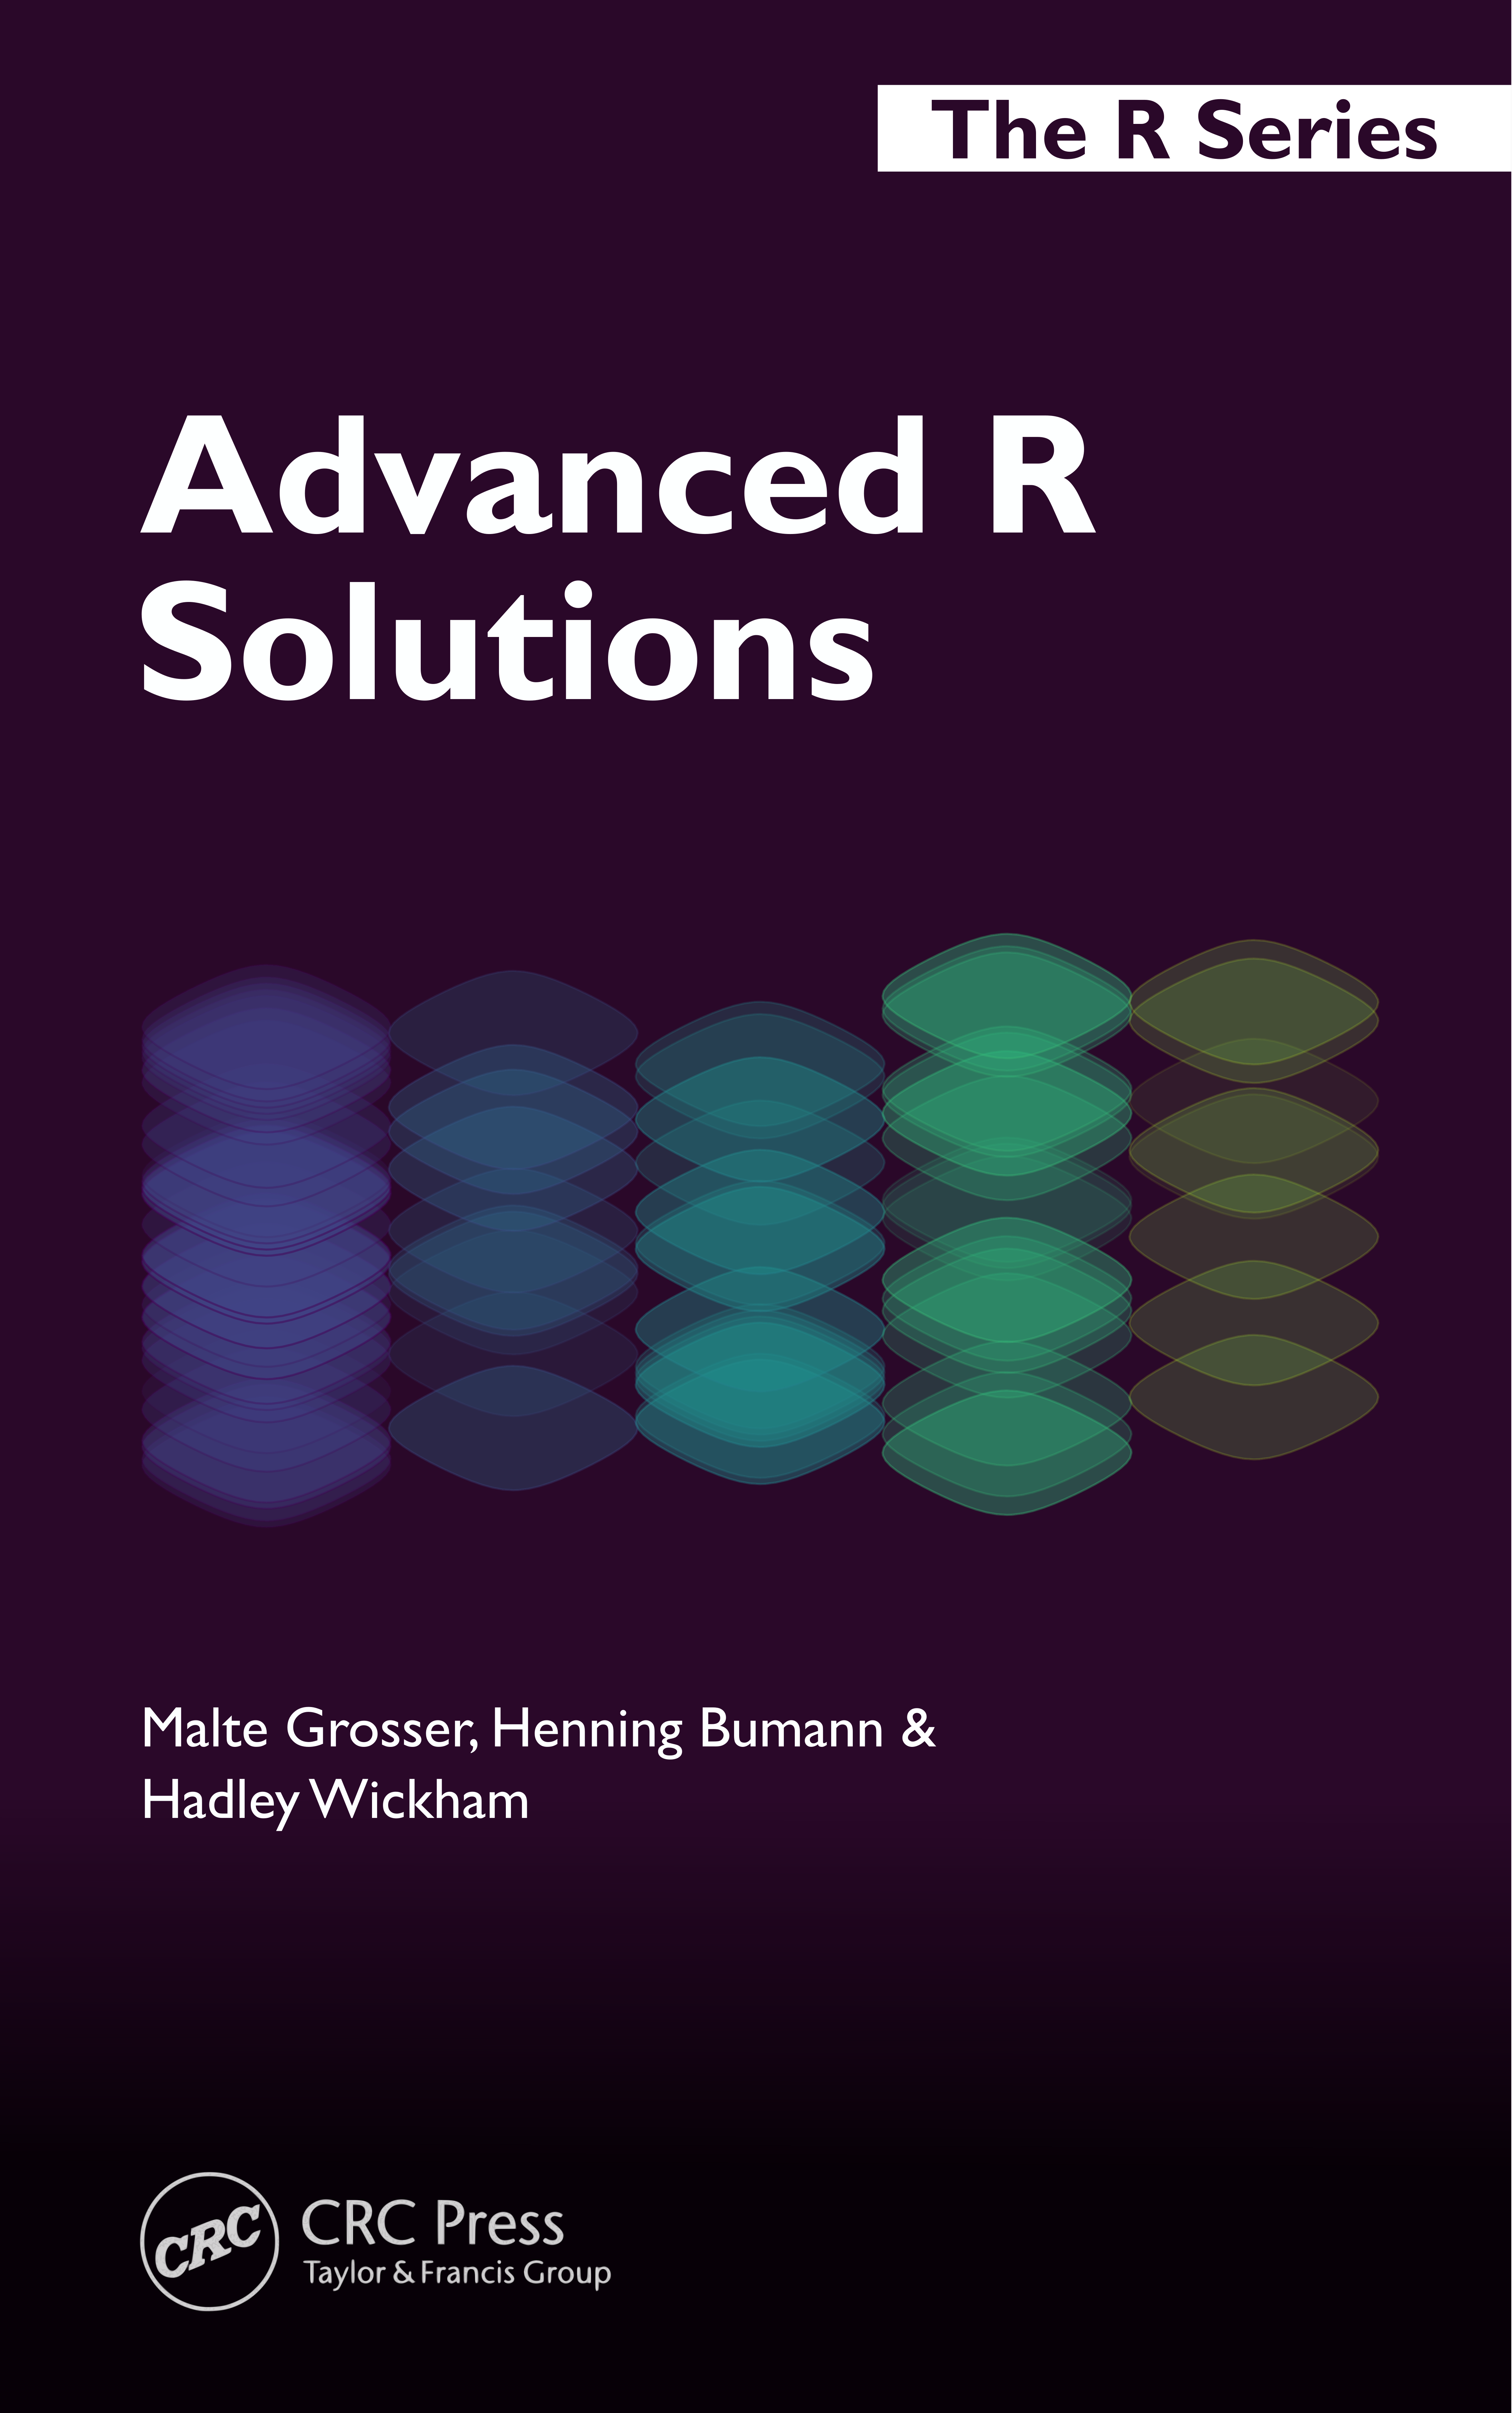 The R Series
Advanced R
Solutions
Malte Grosser, Henning Bumann &
Hadley Wickham
CRC
CRC Press
Taylor & Francis Group